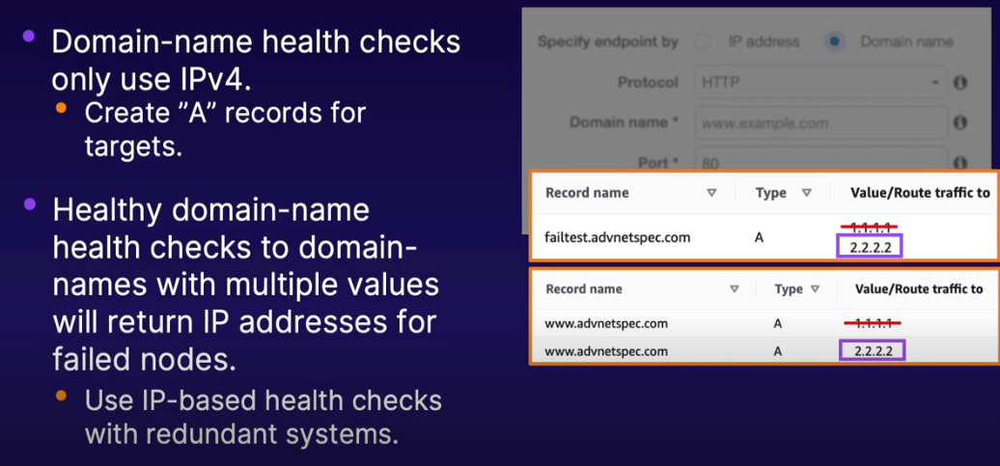 Domain-name health checks
only use IPv4.
Create ”A” records for
targets.
Healthy domain-name
health checks to domain-
names with multiple values
will return IP addresses for
failed nodes.
Use IP-based health checks
with redundant systems.
Specify endpoint by IP address Domain name
Protocol HTTP
Domain name * www.example.com
Port * 80
Record name Type Value/Route traffic to
1.1.1.1
failtest.advnetspec.com A
2.2.2.2
Record name Type Value/Route traffic to
www.advnetspec.com A 1.1.1.1
www.advnetspec.com A 2.2.2.2